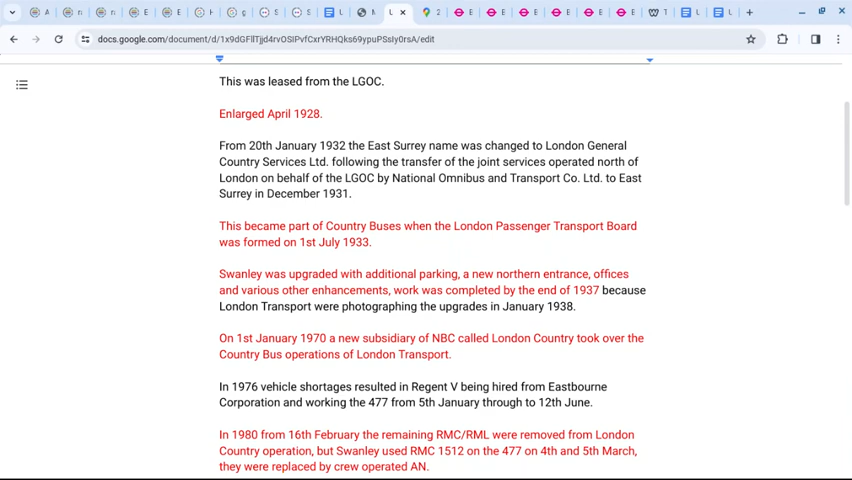 A
n
n
E
E
H
g
S
S
L
M
L
2
E
E
E
E
E
E
T
L
L
docs.google.com/document/d/1x9dGFllTjjd4rvOSIPvfCxrYRHQks69ypuPSsIy0rsA/edit
This was leased from the LGOC.
Enlarged April 1928.
From 20th January 1932 the East Surrey name was changed to London General
Country Services Ltd. following the transfer of the joint services operated north of
London on behalf of the LGOC by National Omnibus and Transport Co. Ltd. to East
Surrey in December 1931.
This became part of Country Buses when the London Passenger Transport Board
was formed on 1st July 1933.
Swanley was upgraded with additional parking, a new northern entrance, offices
and various other enhancements, work was completed by the end of 1937 because
London Transport were photographing the upgrades in January 1938.
On 1st January 1970 a new subsidiary of NBC called London Country took over the
Country Bus operations of London Transport.
In 1976 vehicle shortages resulted in Regent V being hired from Eastbourne
Corporation and working the 477 from 5th January through to 12th June.
In 1980 from 16th February the remaining RMC/RML were removed from London
Country operation, but Swanley used RMC 1512 on the 477 on 4th and 5th March,
they were replaced by crew operated AN.